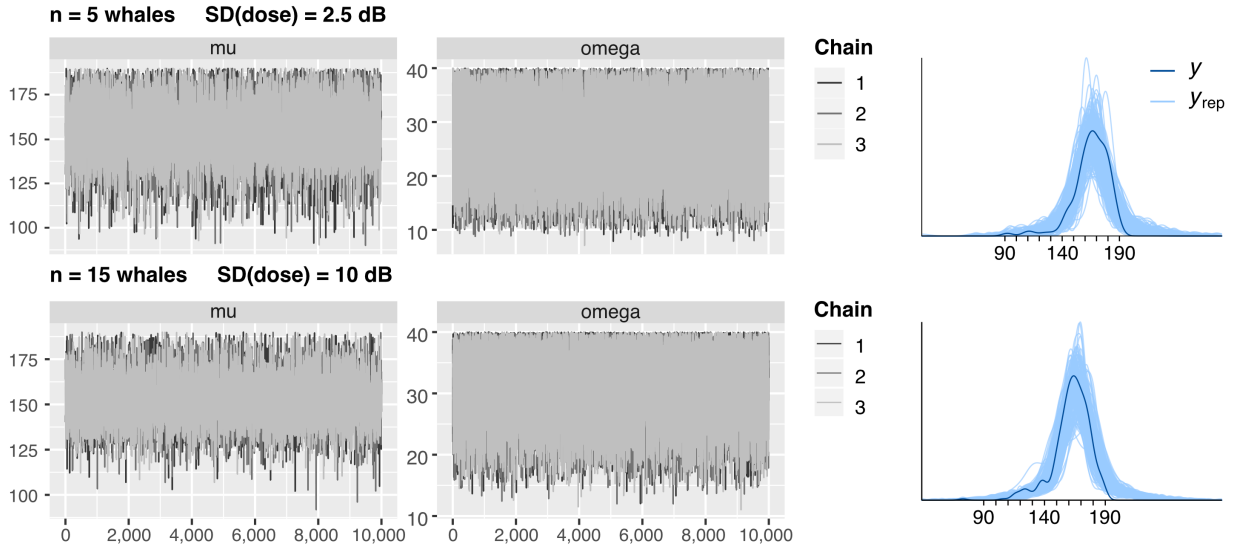 n = 5 whales SD(dose) = 2.5 dB
mu
omega
Chain
1
2
3
y
yrep
175
150
125
100
40
30
20
10
90 140 190
n = 15 whales SD(dose) = 10 dB
mu
omega
Chain
1
2
3
175
150
125
100
40
30
20
10
0 2,000 4,000 6,000 8,000 10,000
0 2,000 4,000 6,000 8,000 10,000
90 140 190